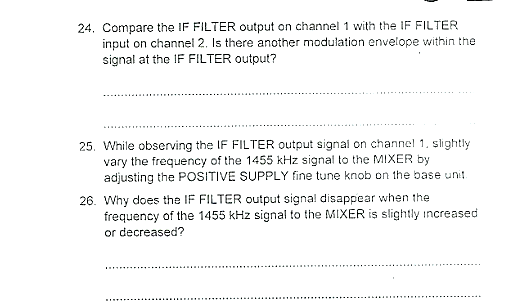 24. Compare the IF FILTER output on channel 1 with the IF FILTER
input on channel 2. Is there another modulation envelope within the
signal at the IF FILTER output?
25. While observing the IF FILTER output signal on channel 1, slightly
vary the frequency of the 1455 kHz signal to the MIXER by
adjusting the POSITIVE SUPPLY fine tune knob on the base unit
26. Why does the IF FILTER output signal disappear when the
frequency of the 1455 kHz signal to the MIXER is slightly increased
or decreased?